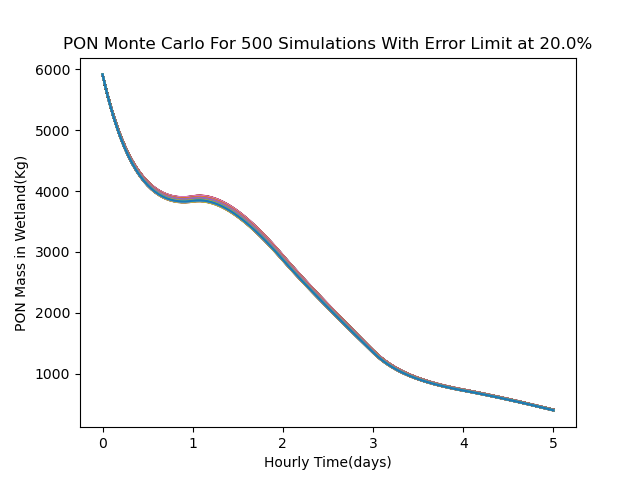 PON Monte Carlo For 500 Simulations With Error Limit at 20.0%
6000
5000
4000
3000
2000
1000
PON Mass in Wetland(Kg)
0 1 2 3 4 5
Hourly Time(days)